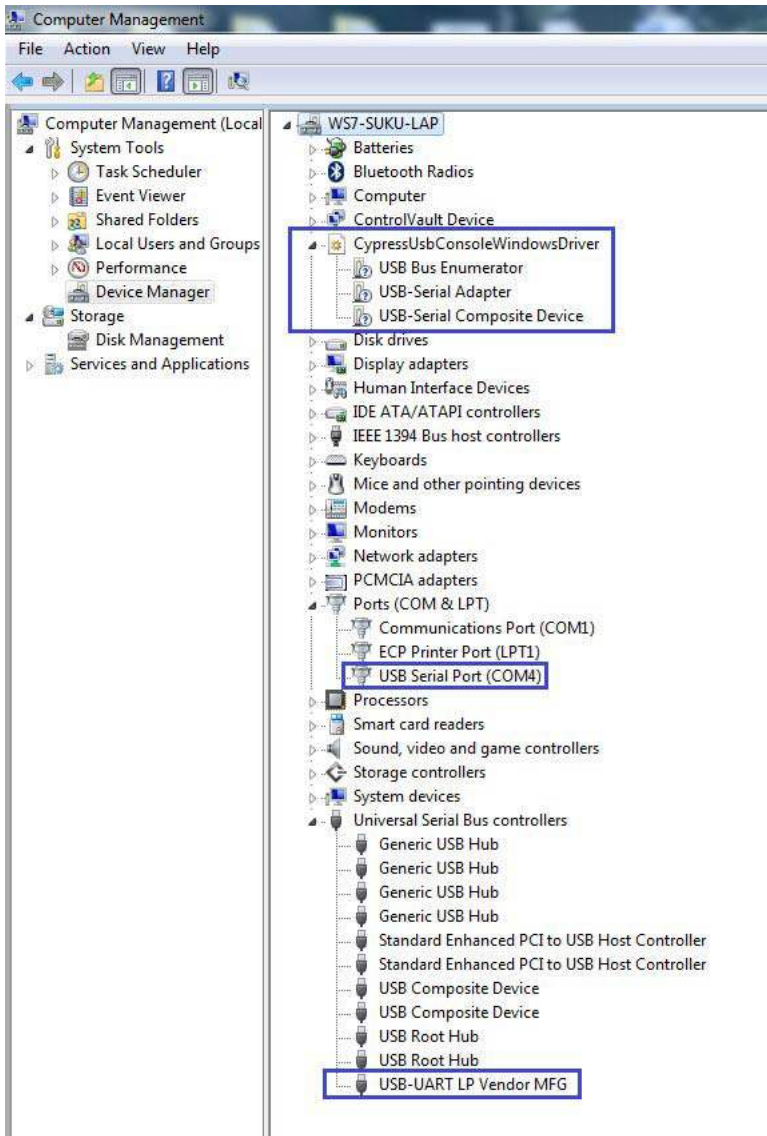 Computer Management
File Action View Help
Computer Management (Local
System Tools
Task Scheduler
Event Viewer
Shared Folders
Local Users and Groups
Performance
Device Manager
Storage
Disk Management
Services and Applications
WS7-SUKU-LAP
Batteries
Bluetooth Radios
Computer
ControlVault Device
CypressUsbConsoleWindowsDriver
USB Bus Enumerator
USB-Serial Adapter
USB-Serial Composite Device
Disk drives
Display adapters
Human Interface Devices
IDE ATA/ATAPI controllers
IEEE 1394 Bus host controllers
Keyboards
Mice and other pointing devices
Modems
Monitors
Network adapters
PCMCIA adapters
Ports (COM & LPT)
Communications Port (COM1)
ECP Printer Port (LPT1)
USB Serial Port (COM4)
Processors
Smart card readers
Sound, video and game controllers
Storage controllers
System devices
Universal Serial Bus controllers
Generic USB Hub
Generic USB Hub
Generic USB Hub
Generic USB Hub
Standard Enhanced PCI to USB Host Controller
Standard Enhanced PCI to USB Host Controller
USB Composite Device
USB Composite Device
USB Root Hub
USB Root Hub
USB-UART LP Vendor MFG